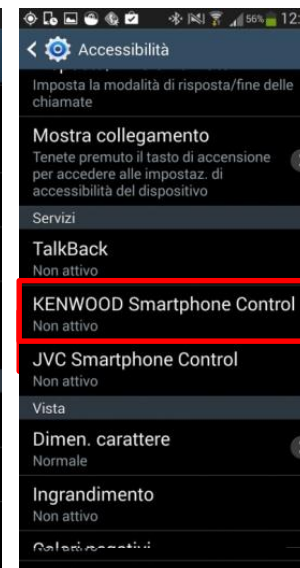 56% 12:
Accessibilità
Imposta la modalità di risposta/fine delle
chiamate
Mostra collegamento
Tenete premuto il tasto di accensione
per accedere alle impostaz. di
accessibilità del dispositivo
Servizi
TalkBack
Non attivo
KENWOOD Smartphone Control
Non attivo
JVC Smartphone Control
Non attivo
Vista
Dimen. carattere
Normale
Ingrandimento
Non attivo